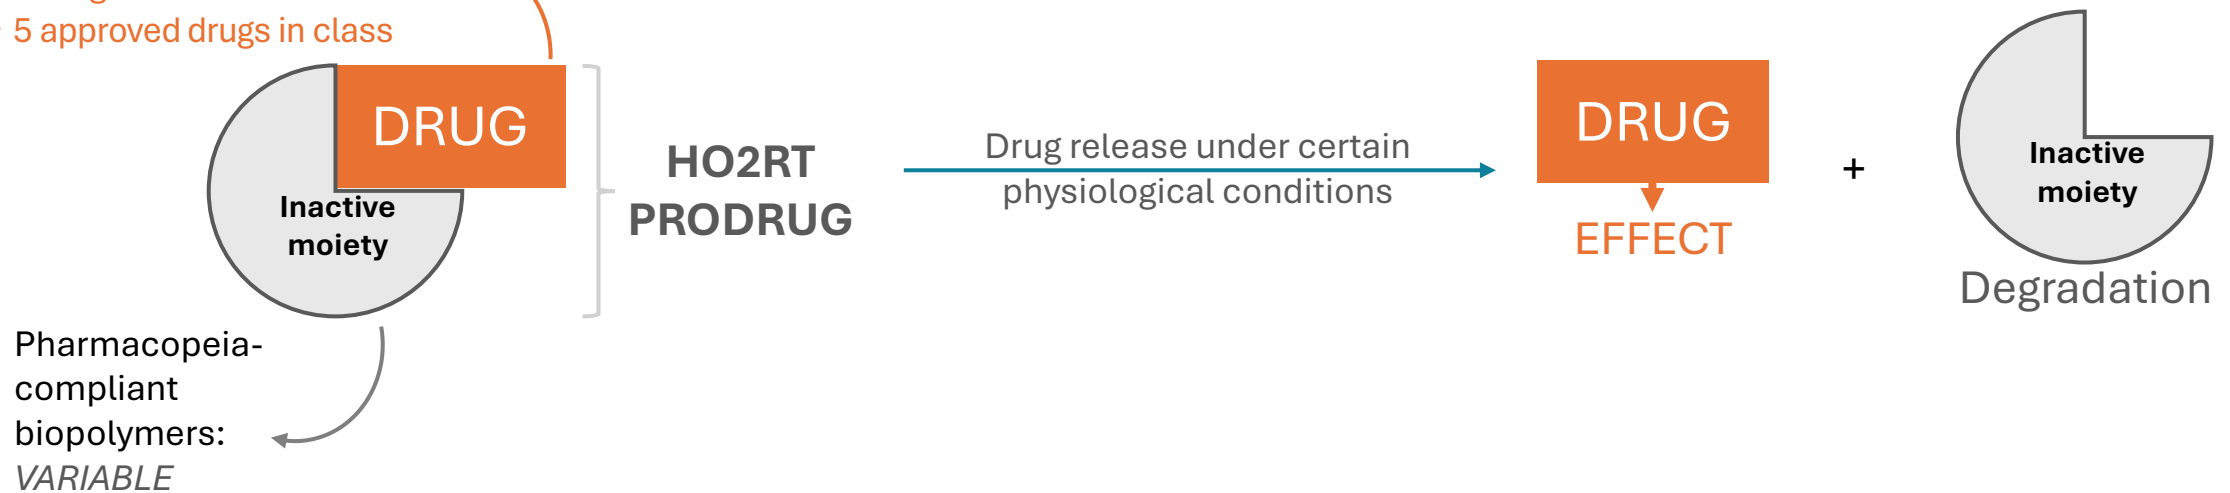 5 approved drugs in class
DRUG
Inactive
moiety
HO2RT
PRODRUG
Drug release under certain
physiological conditions
DRUG
EFFECT
+
Inactive
moiety
Degradation
Pharmacopeia-
compliant
biopolymers:
VARIABLE